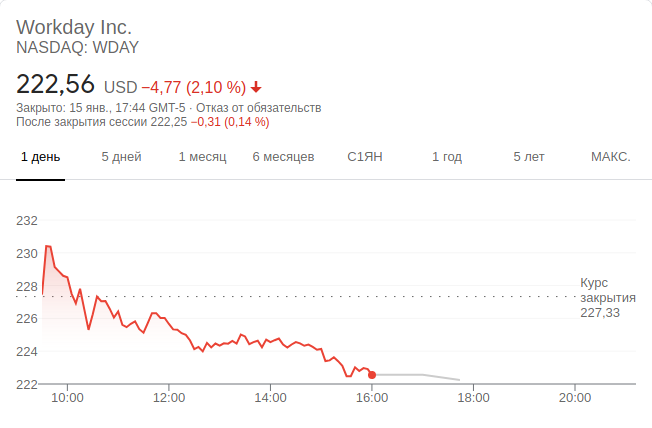 Workday Inc.
NASDAQ: WDAY
222,56 USD −4,77 (2,10 %)
Закрыто: 15 янв., 17:44 GMT-5 · Отказ от обязательств
После закрытия сессии 222,25 −0,31 (0,14 %)
1 день 5 дней 1 месяц 6 месяцев С1ЯН 1 год 5 лет МАКС.
232
230
228
226
224
222
Курс
закрытия
227,33
10:00 12:00 14:00 16:00 18:00 20:00